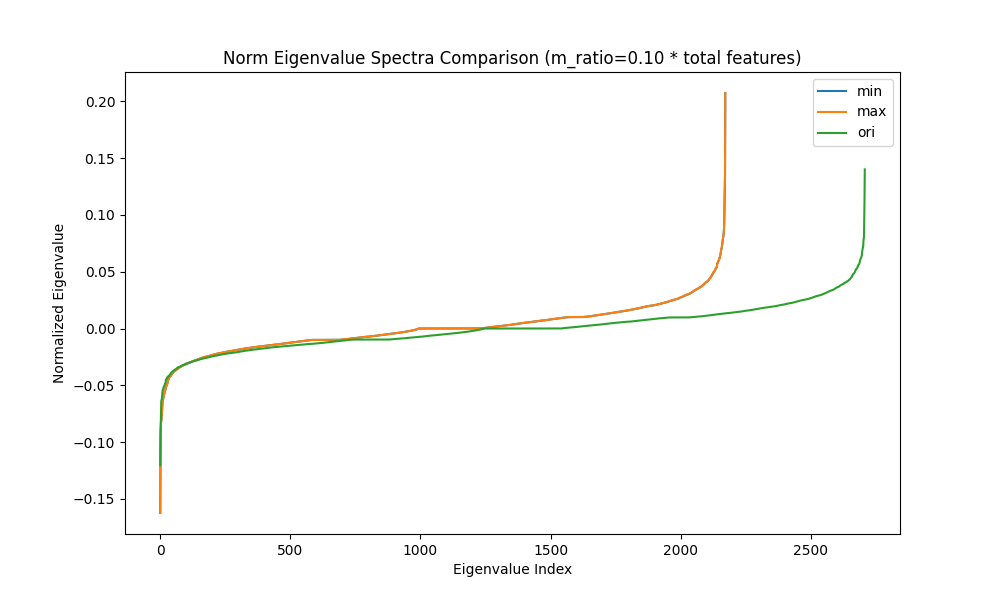 Norm Eigenvalue Spectra Comparison (m_ratio=0.10 * total features)
min
max
ori
0.20
0.15
0.10
0.05
0.00
−0.05
−0.10
−0.15
Normalized Eigenvalue
0
500
1000
1500
2000
2500
Eigenvalue Index